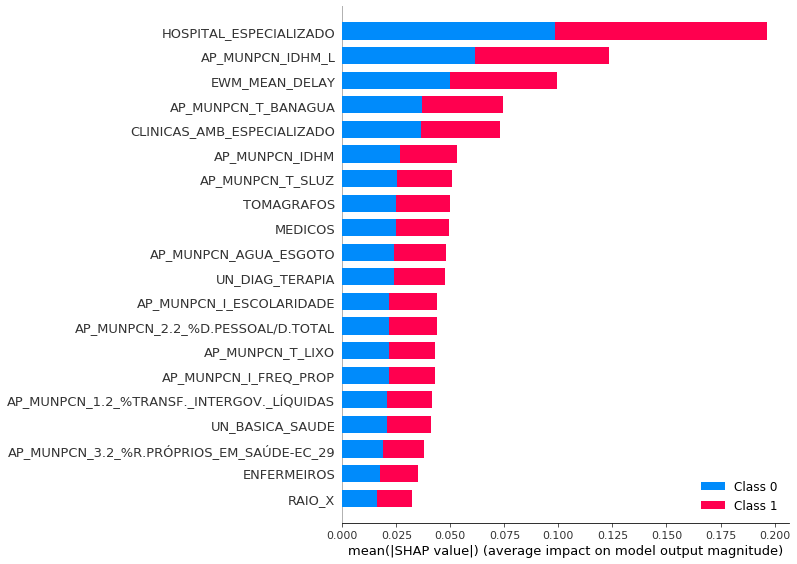 HOSPITAL_ESPECIALIZADO
AP_MUNPCN_IDHM_L
EWM_MEAN_DELAY
AP_MUNPCN_T_BANAGUA
CLINICAS_AMB_ESPECIALIZADO
AP_MUNPCN_IDHM
AP_MUNPCN_T_SLUZ
TOMAGRAFOS
MEDICOS
AP_MUNPCN_AGUA_ESGOTO
UN_DIAG_TERAPIA
AP_MUNPCN_I_ESCOLARIDADE
AP_MUNPCN_2.2_%D.PESSOAL/D.TOTAL
AP_MUNPCN_T_LIXO
AP_MUNPCN_I_FREQ_PROP
AP_MUNPCN_1.2_%TRANSF._INTERGOV._LÍQUIDAS
UN_BASICA_SAUDE
AP_MUNPCN_3.2_%R.PRÓPRIOS_EM_SAÚDE-EC_29
ENFERMEIROS
RAIO_X
Class 0
Class 1
0.000 0.025 0.050 0.075 0.100 0.125 0.150 0.175 0.200
mean(|SHAP value|) (average impact on model output magnitude)